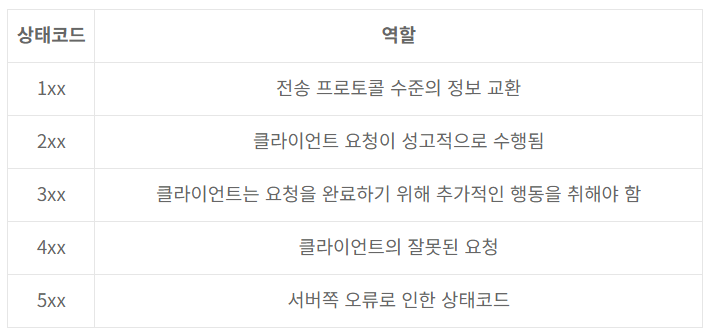 상태코드 역할
1xx 전송 프로토콜 수준의 정보 교환
2xx 클라이언트 요청이 성고적으로 수행됨
3xx 클라이언트는 요청을 완료하기 위해 추가적인 행동을 취해야 함
4xx 클라이언트의 잘못된 요청
5xx 서버쪽 오류로 인한 상태코드